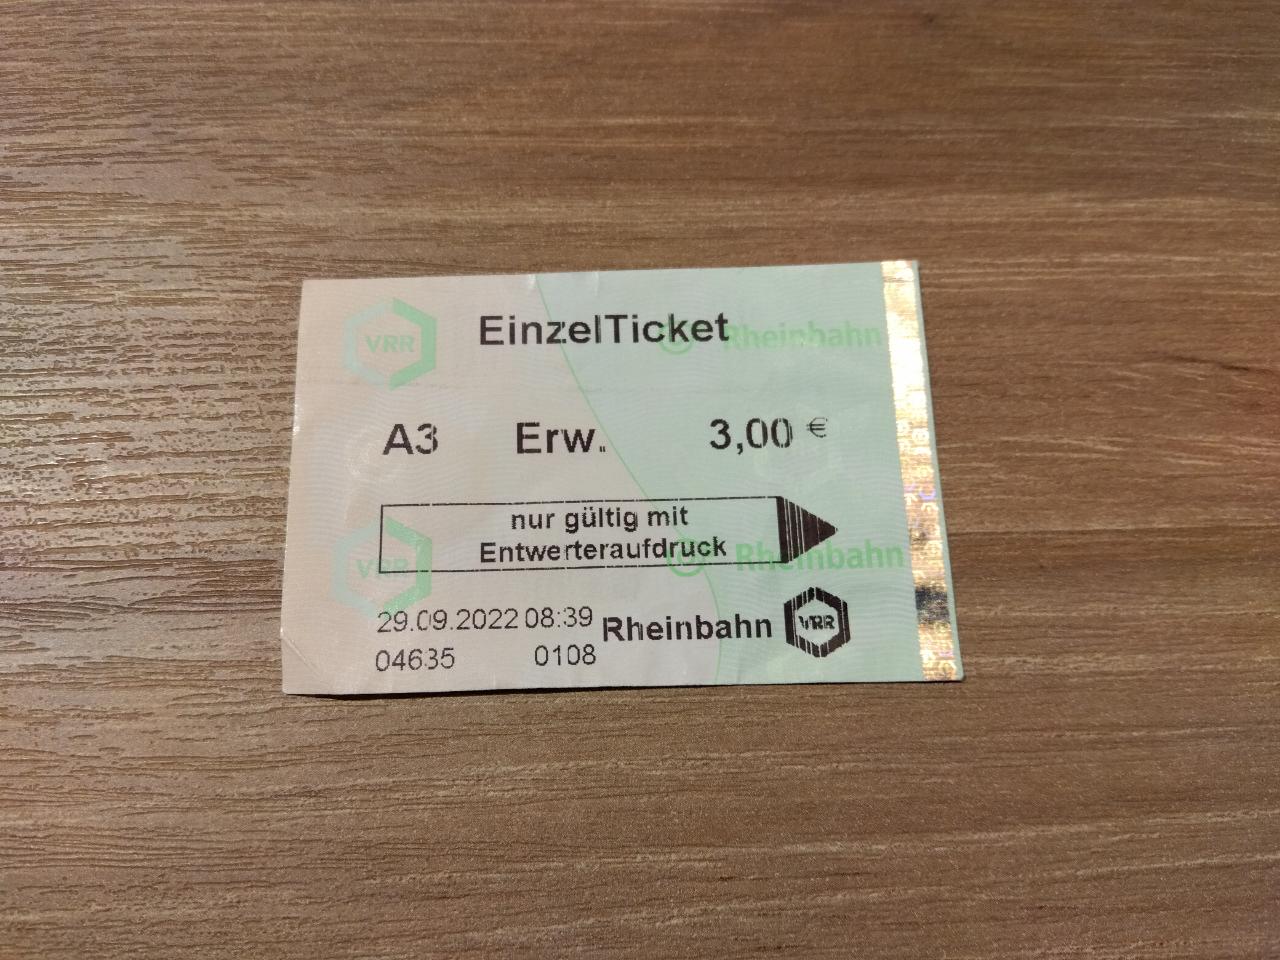 VRR EinzelTicket Rheinbahn
A3 Erw. 3,00 €
nur gültig mit
Entwerteraufdruck
VRR Rheinbahn
29.09.2022 08:39 Rheinbahn VRR
04635 0108